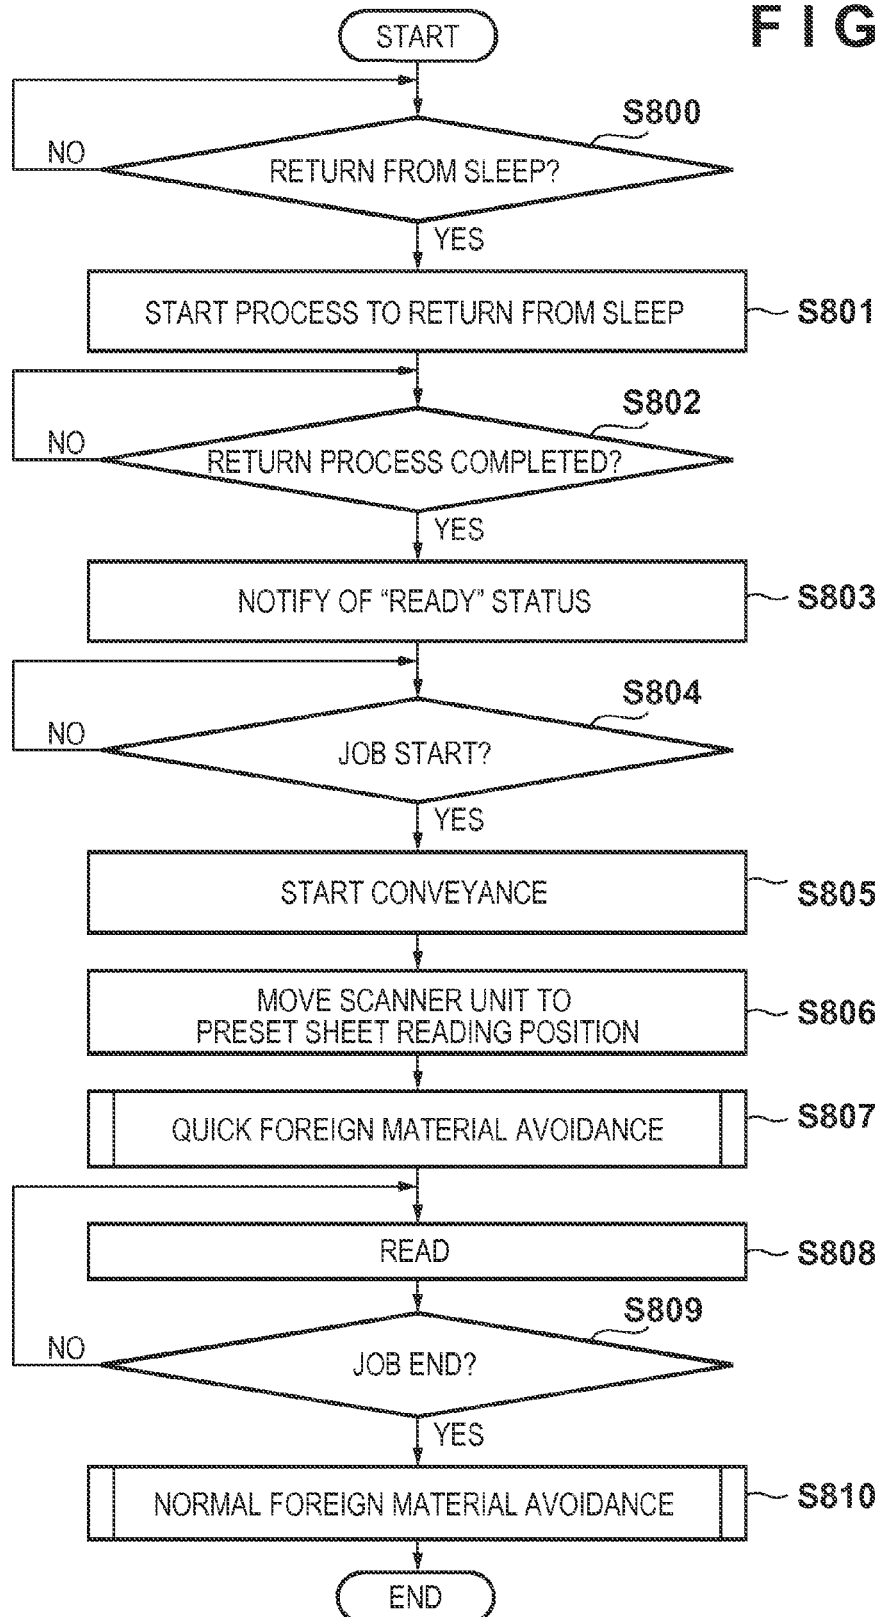 FIG
START
S800
NO
RETURN FROM SLEEP?
YES
START PROCESS TO RETURN FROM SLEEP
S801
S802
NO
RETURN PROCESS COMPLETED?
YES
NOTIFY OF “READY” STATUS
S803
S804
NO
JOB START?
YES
START CONVEYANCE
S805
MOVE SCANNER UNIT TO
PRESET SHEET READING POSITION
S806
QUICK FOREIGN MATERIAL AVOIDANCE
S807
READ
S808
S809
NO
JOB END?
YES
NORMAL FOREIGN MATERIAL AVOIDANCE
S810
END